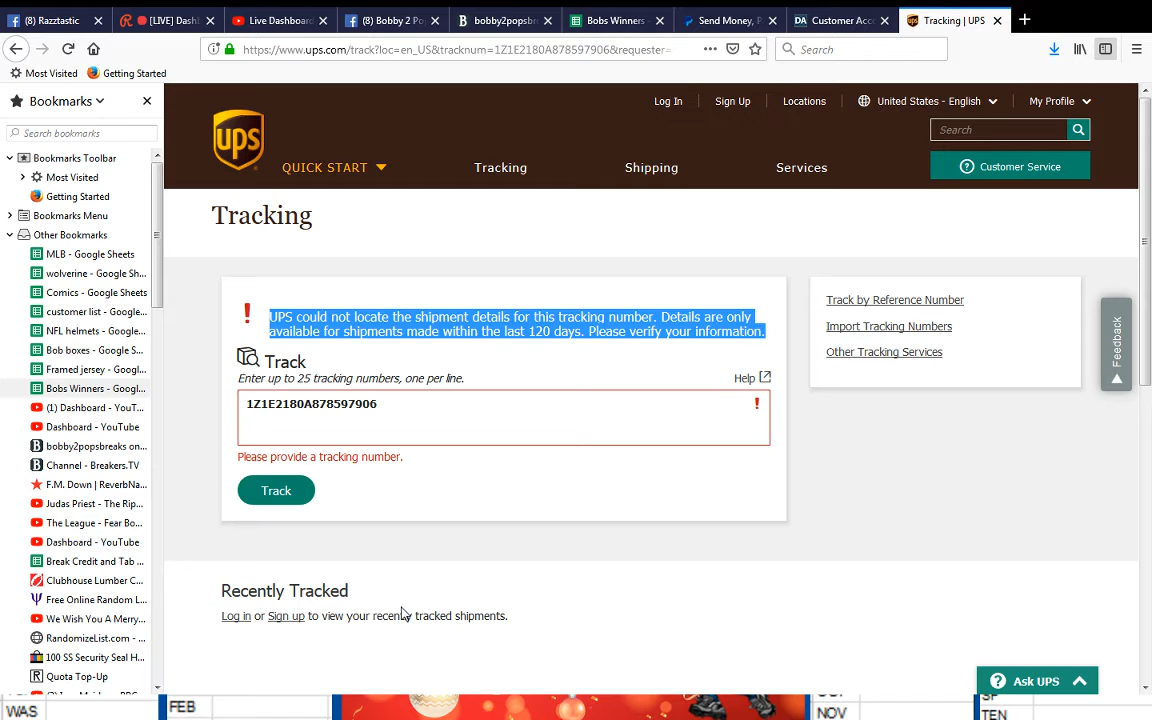 (8) Razztastic
[LIVE] Dashl
Live Dashboard
(8) Bobby 2 Po
bobby2popsbre
Bobs Winners -
Send Money, P
Customer Acco
Tracking | UPS
https://www.ups.com/track?loc=en_US&tracknum=1Z1E2180A878597906&requester=
Search
Most Visited
Getting Started
Bookmarks
Search bookmarks
Bookmarks Toolbar
Most Visited
Getting Started
Bookmarks Menu
Other Bookmarks
MLB - Google Sheets
wolverine - Google Sh...
Comics - Google Sheets
customer list - Google...
NFL helmets - Google...
Bob boxes - Google S...
Framed jersey - Googl...
Bobs Winners - Googl...
(1) Dashboard - YouT...
Dashboard - YouTube
bobby2popsbreaks on...
Channel - Breakers.TV
F.M. Down | ReverbNa...
Judas Priest - The Rip...
The League - Fear Bo...
Dashboard - YouTube
Break Credit and Tab ...
Clubhouse Lumber C...
Free Online Random L...
We Wish You A Merry...
RandomizeList.com - ...
100 SS Security Seal H...
Quota Top-Up
Log In
Sign Up
Locations
United States - English
My Profile
Search
ups
QUICK START
Tracking
Shipping
Services
Customer Service
Tracking
UPS could not locate the shipment details for this tracking number. Details are only
available for shipments made within the last 120 days. Please verify your information.
Track
Enter up to 25 tracking numbers, one per line.
Help
1Z1E2180A878597906
Please provide a tracking number.
Track
Track by Reference Number
Import Tracking Numbers
Other Tracking Services
Feedback
Recently Tracked
Log in or Sign up to view your recently tracked shipments.
Ask UPS
WAS
FEB
NOV
TEN